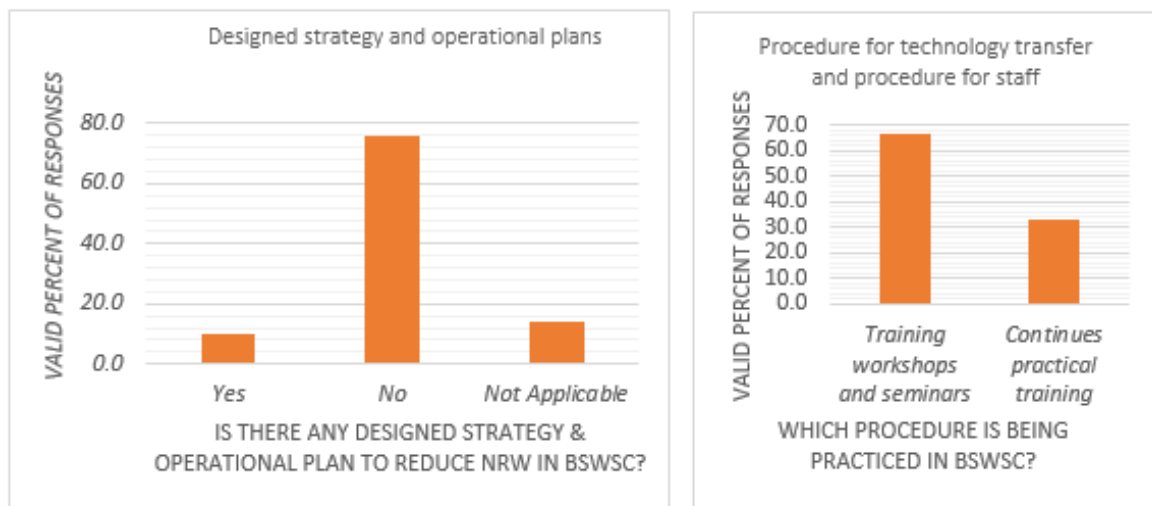 Designed strategy and operational plans
VALID PERCENT OF RESPONSES
80.0
60.0
40.0
20.0
0.0
Yes
No
Not Applicable
IS THERE ANY DESIGNED STRATEGY &
OPERATIONAL PLAN TO REDUCE NRW IN BSWSC?
Procedure for technology transfer
and procedure for staff
VALID PERCENT OF RESPONSES
70.0
60.0
50.0
40.0
30.0
20.0
10.0
0.0
Training
workshops
and seminars
Continues
practical
training
WHICH PROCEDURE IS BEING
PRACTICED IN BSWSC?